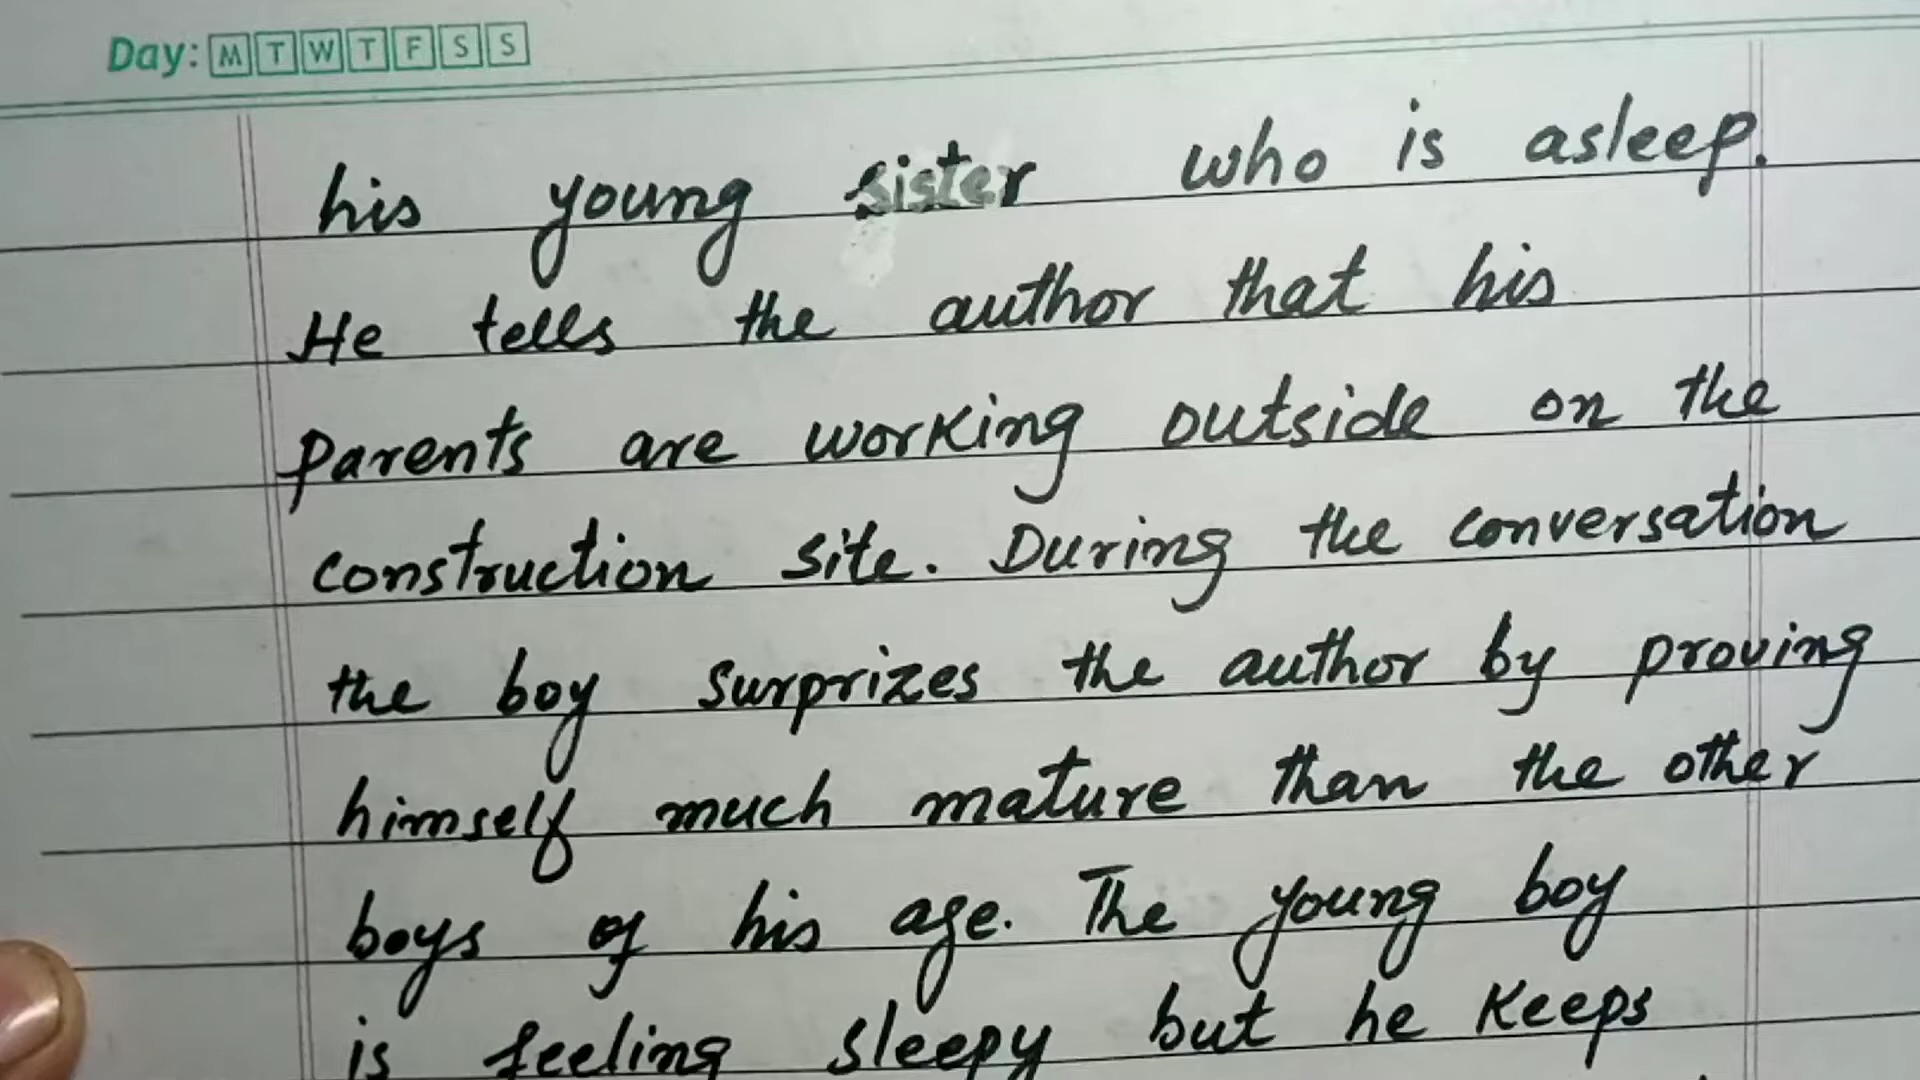 Day: M T W T F S S
his young sister who is asleep.
He tells the author that his
parents are working outside on the
construction site. During the conversation
the boy surprizes the author by proving
himself much mature than the other
boys of his age. The young boy
is feeling sleepy but he keeps